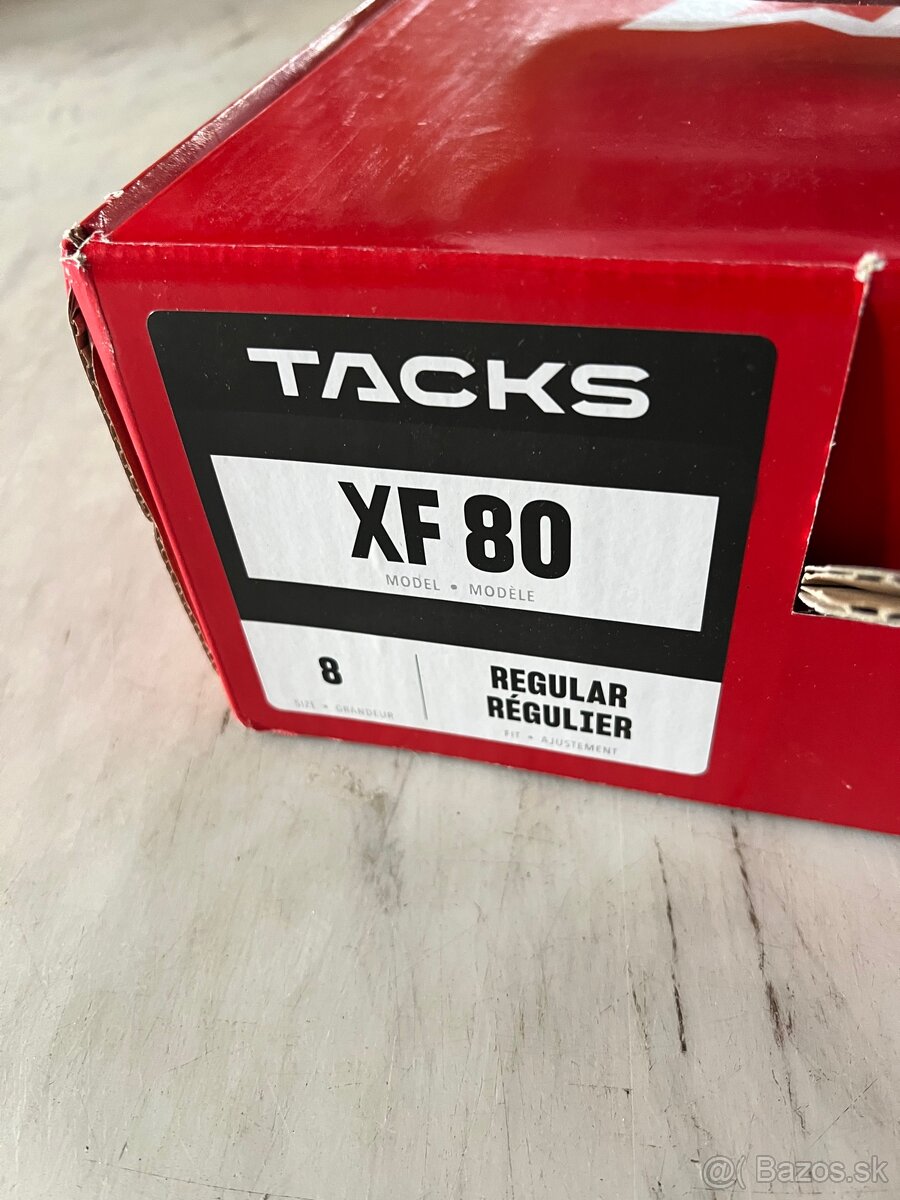 TACKS
XF 80
MODEL • MODÈLE
8
SIZE • GRANDEUR
REGULAR
RÉGULIER
FIT • AJUSTEMENT
@( Bazos.sk